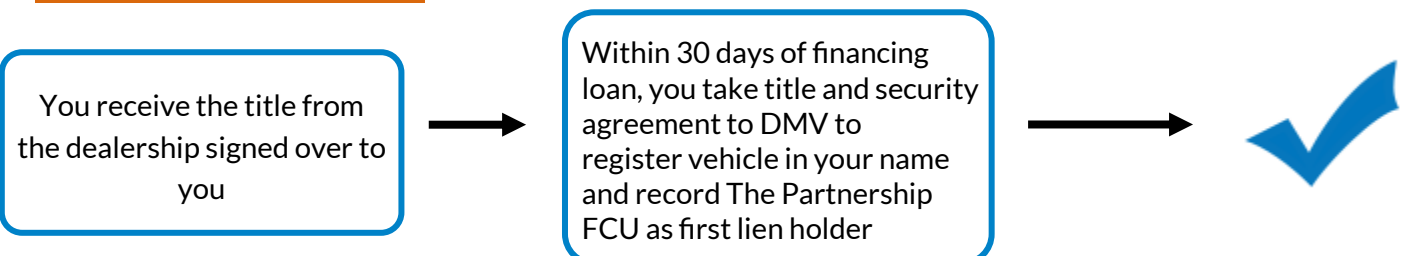 You receive the title from
the dealership signed over to
you
Within 30 days of financing
loan, you take title and security
agreement to DMV to
register vehicle in your name
and record The Partnership
FCU as first lien holder